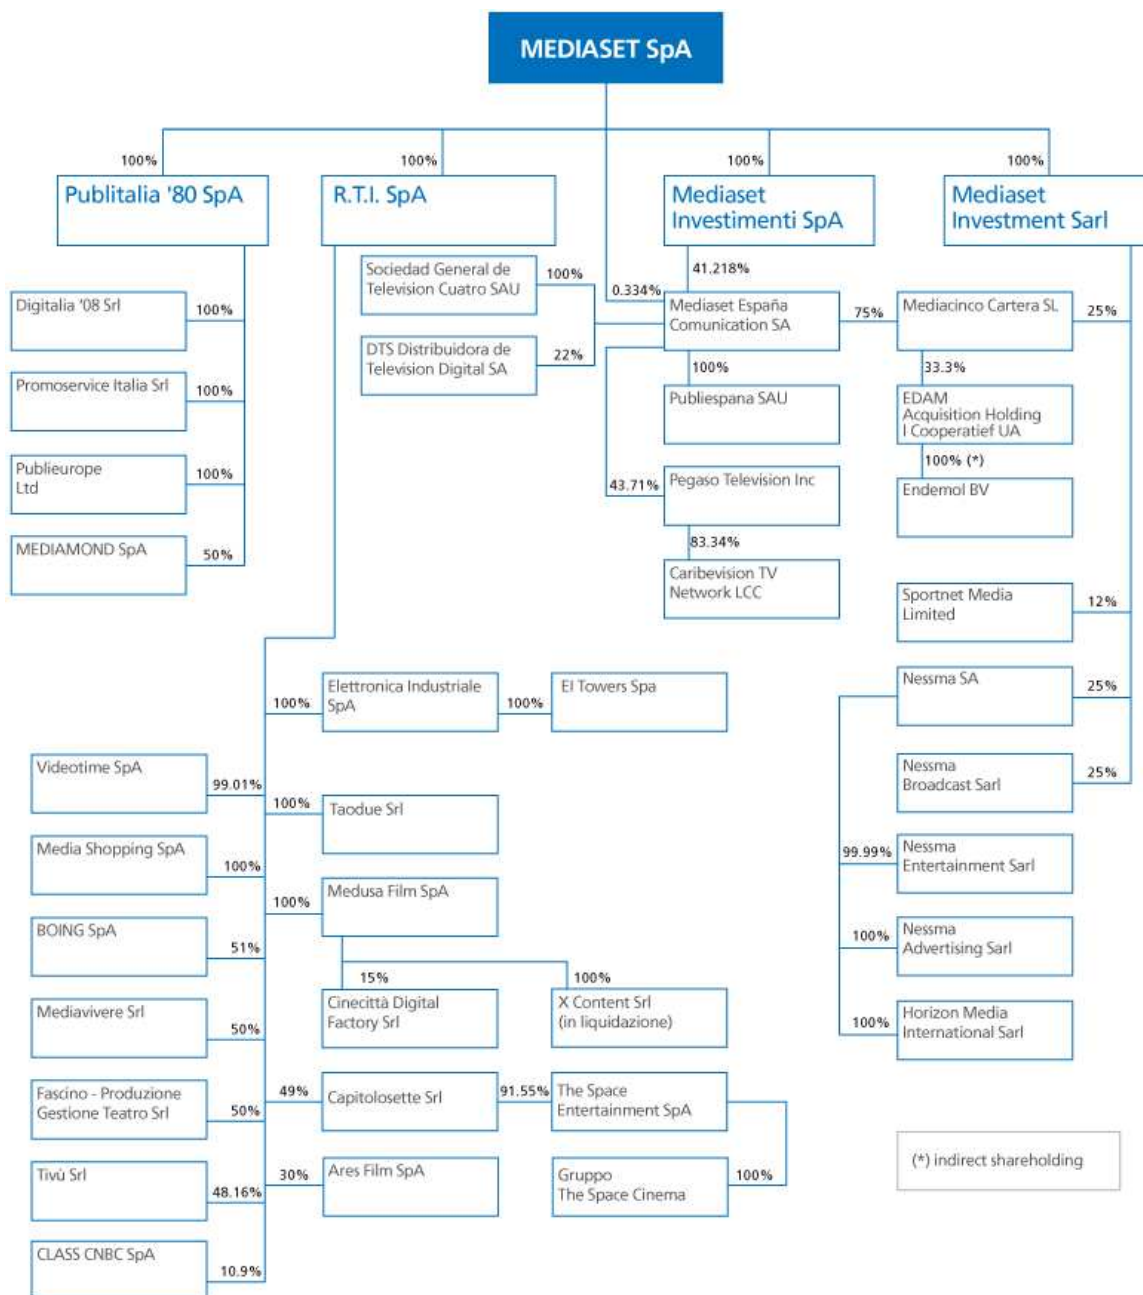 MEDIASET SpA
100%
100%
100%
100%
Publitalia '80 SpA
R.T.I. SpA
Mediaset
Investimenti SpA
Mediaset
Investment Sarl
Digitalia '08 Srl
100%
Promoservice Italia Srl
100%
Publieurope
Ltd
100%
MEDIAMOND SpA
50%
Sociedad General de
Television Cuatro SAU
100%
DTS Distribuidora de
Television Digital SA
22%
41.218%
0.334%
Mediaset España
Comunication SA
75%
Mediacinco Cartera SL
25%
100%
Publiespana SAU
33.3%
EDAM
Acquisition Holding
I Cooperatief UA
100% (*)
Endemol BV
43.71%
Pegaso Television Inc
83.34%
Caribevision TV
Network LCC
Sportnet Media
Limited
12%
Nessma SA
25%
Nessma
Broadcast Sarl
25%
99.99%
Nessma
Entertainment Sarl
100%
Nessma
Advertising Sarl
100%
Horizon Media
International Sarl
100%
Elettronica Industriale
SpA
100%
EI Towers Spa
Videotime SpA
99.01%
100%
Taodue Srl
Media Shopping SpA
100%
100%
Medusa Film SpA
BOING SpA
51%
15%
Cinecittà Digital
Factory Srl
100%
X Content Srl
(in liquidazione)
Mediavivere Srl
50%
Fascino - Produzione
Gestione Teatro Srl
50%
49%
Capitolosette Srl
91.55%
The Space
Entertainment SpA
Tivù Srl
48.16%
30%
Ares Film SpA
Gruppo
The Space Cinema
100%
CLASS CNBC SpA
10.9%
(*) indirect shareholding